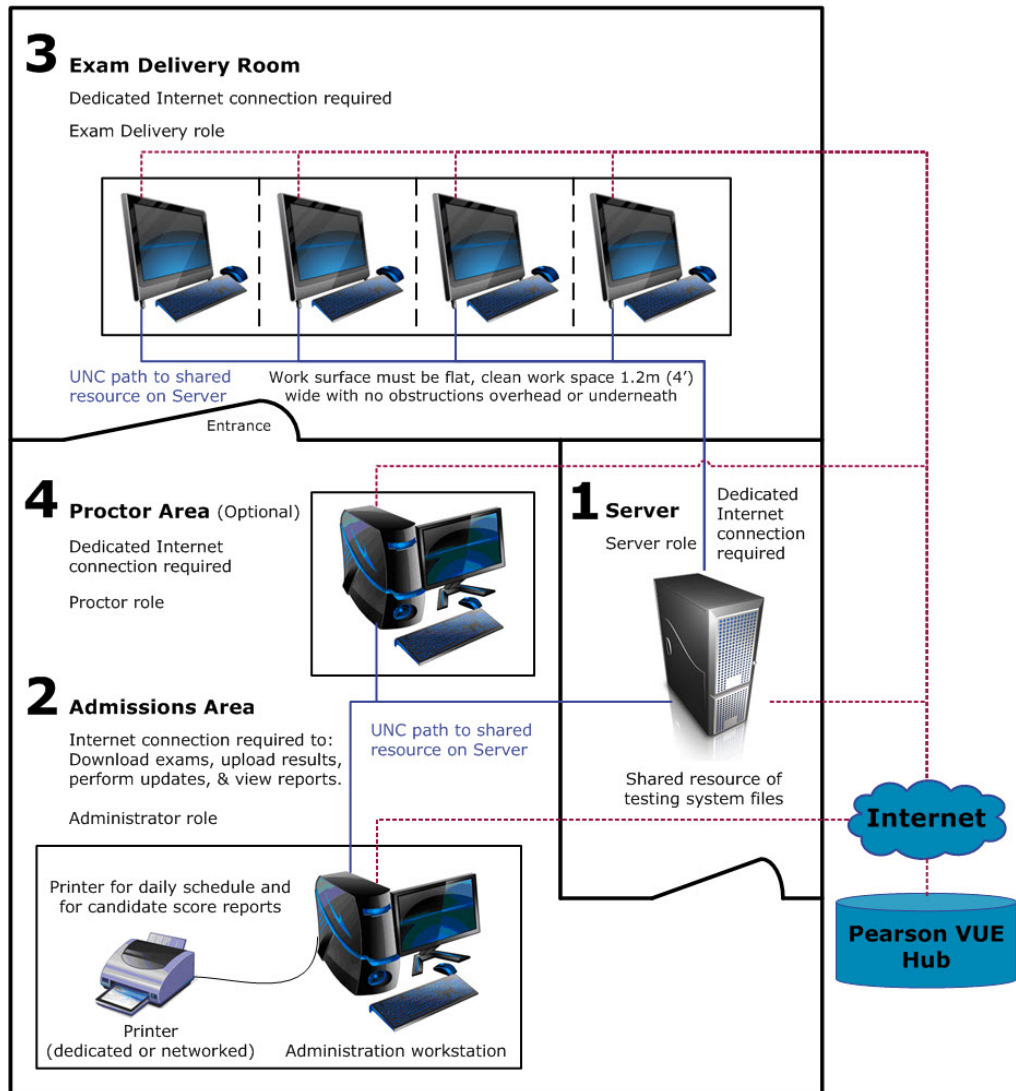 3 Exam Delivery Room
Dedicated Internet connection required
Exam Delivery role
UNC path to shared
resource on Server
Work surface must be flat, clean work space 1.2m (4')
wide with no obstructions overhead or underneath
Entrance
4 Proctor Area (Optional)
Dedicated Internet
connection required
Proctor role
1 Server
Server role
Dedicated
Internet
connection
required
2 Admissions Area
Internet connection required to:
Download exams, upload results,
perform updates, & view reports.
Administrator role
UNC path to shared
resource on Server
Shared resource of
testing system files
Printer for daily schedule and
for candidate score reports
Printer
(dedicated or networked)
Administration workstation
Internet
Pearson VUE
Hub